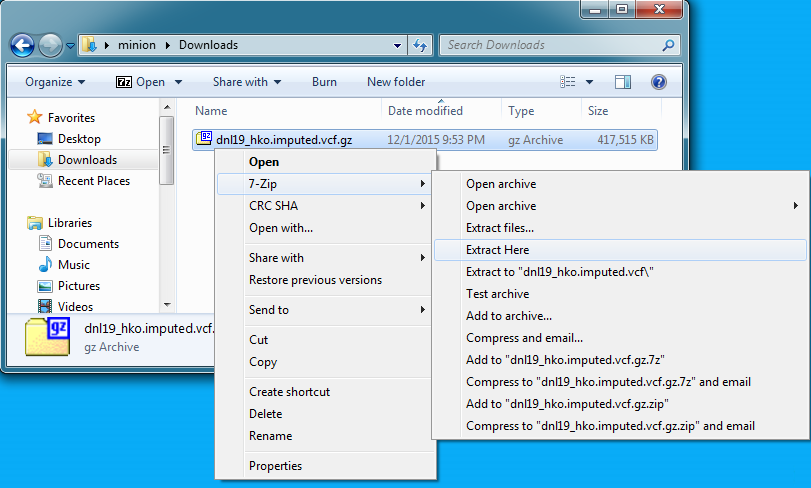 minion ▸ Downloads
Search Downloads
Organize
Open
Share with
Burn
New folder
Name
Date modified
Type
Size
Favorites
Desktop
Downloads
Recent Places
Libraries
Documents
Music
Pictures
Videos
gz dnl19_hko.imputed.vcf.gz 12/1/2015 9:53 PM gz Archive 417,515 KB
gz
dnl19_hko.imputed.vcf.
gz Archive
Open
7-Zip
CRC SHA
Open with...
Share with
Restore previous versions
Send to
Cut
Copy
Create shortcut
Delete
Rename
Properties
Open archive
Open archive
Extract files...
Extract Here
Extract to "dnl19_hko.imputed.vcf\"
Test archive
Add to archive...
Compress and email...
Add to "dnl19_hko.imputed.vcf.gz.7z"
Compress to "dnl19_hko.imputed.vcf.gz.7z" and email
Add to "dnl19_hko.imputed.vcf.gz.zip"
Compress to "dnl19_hko.imputed.vcf.gz.zip" and email